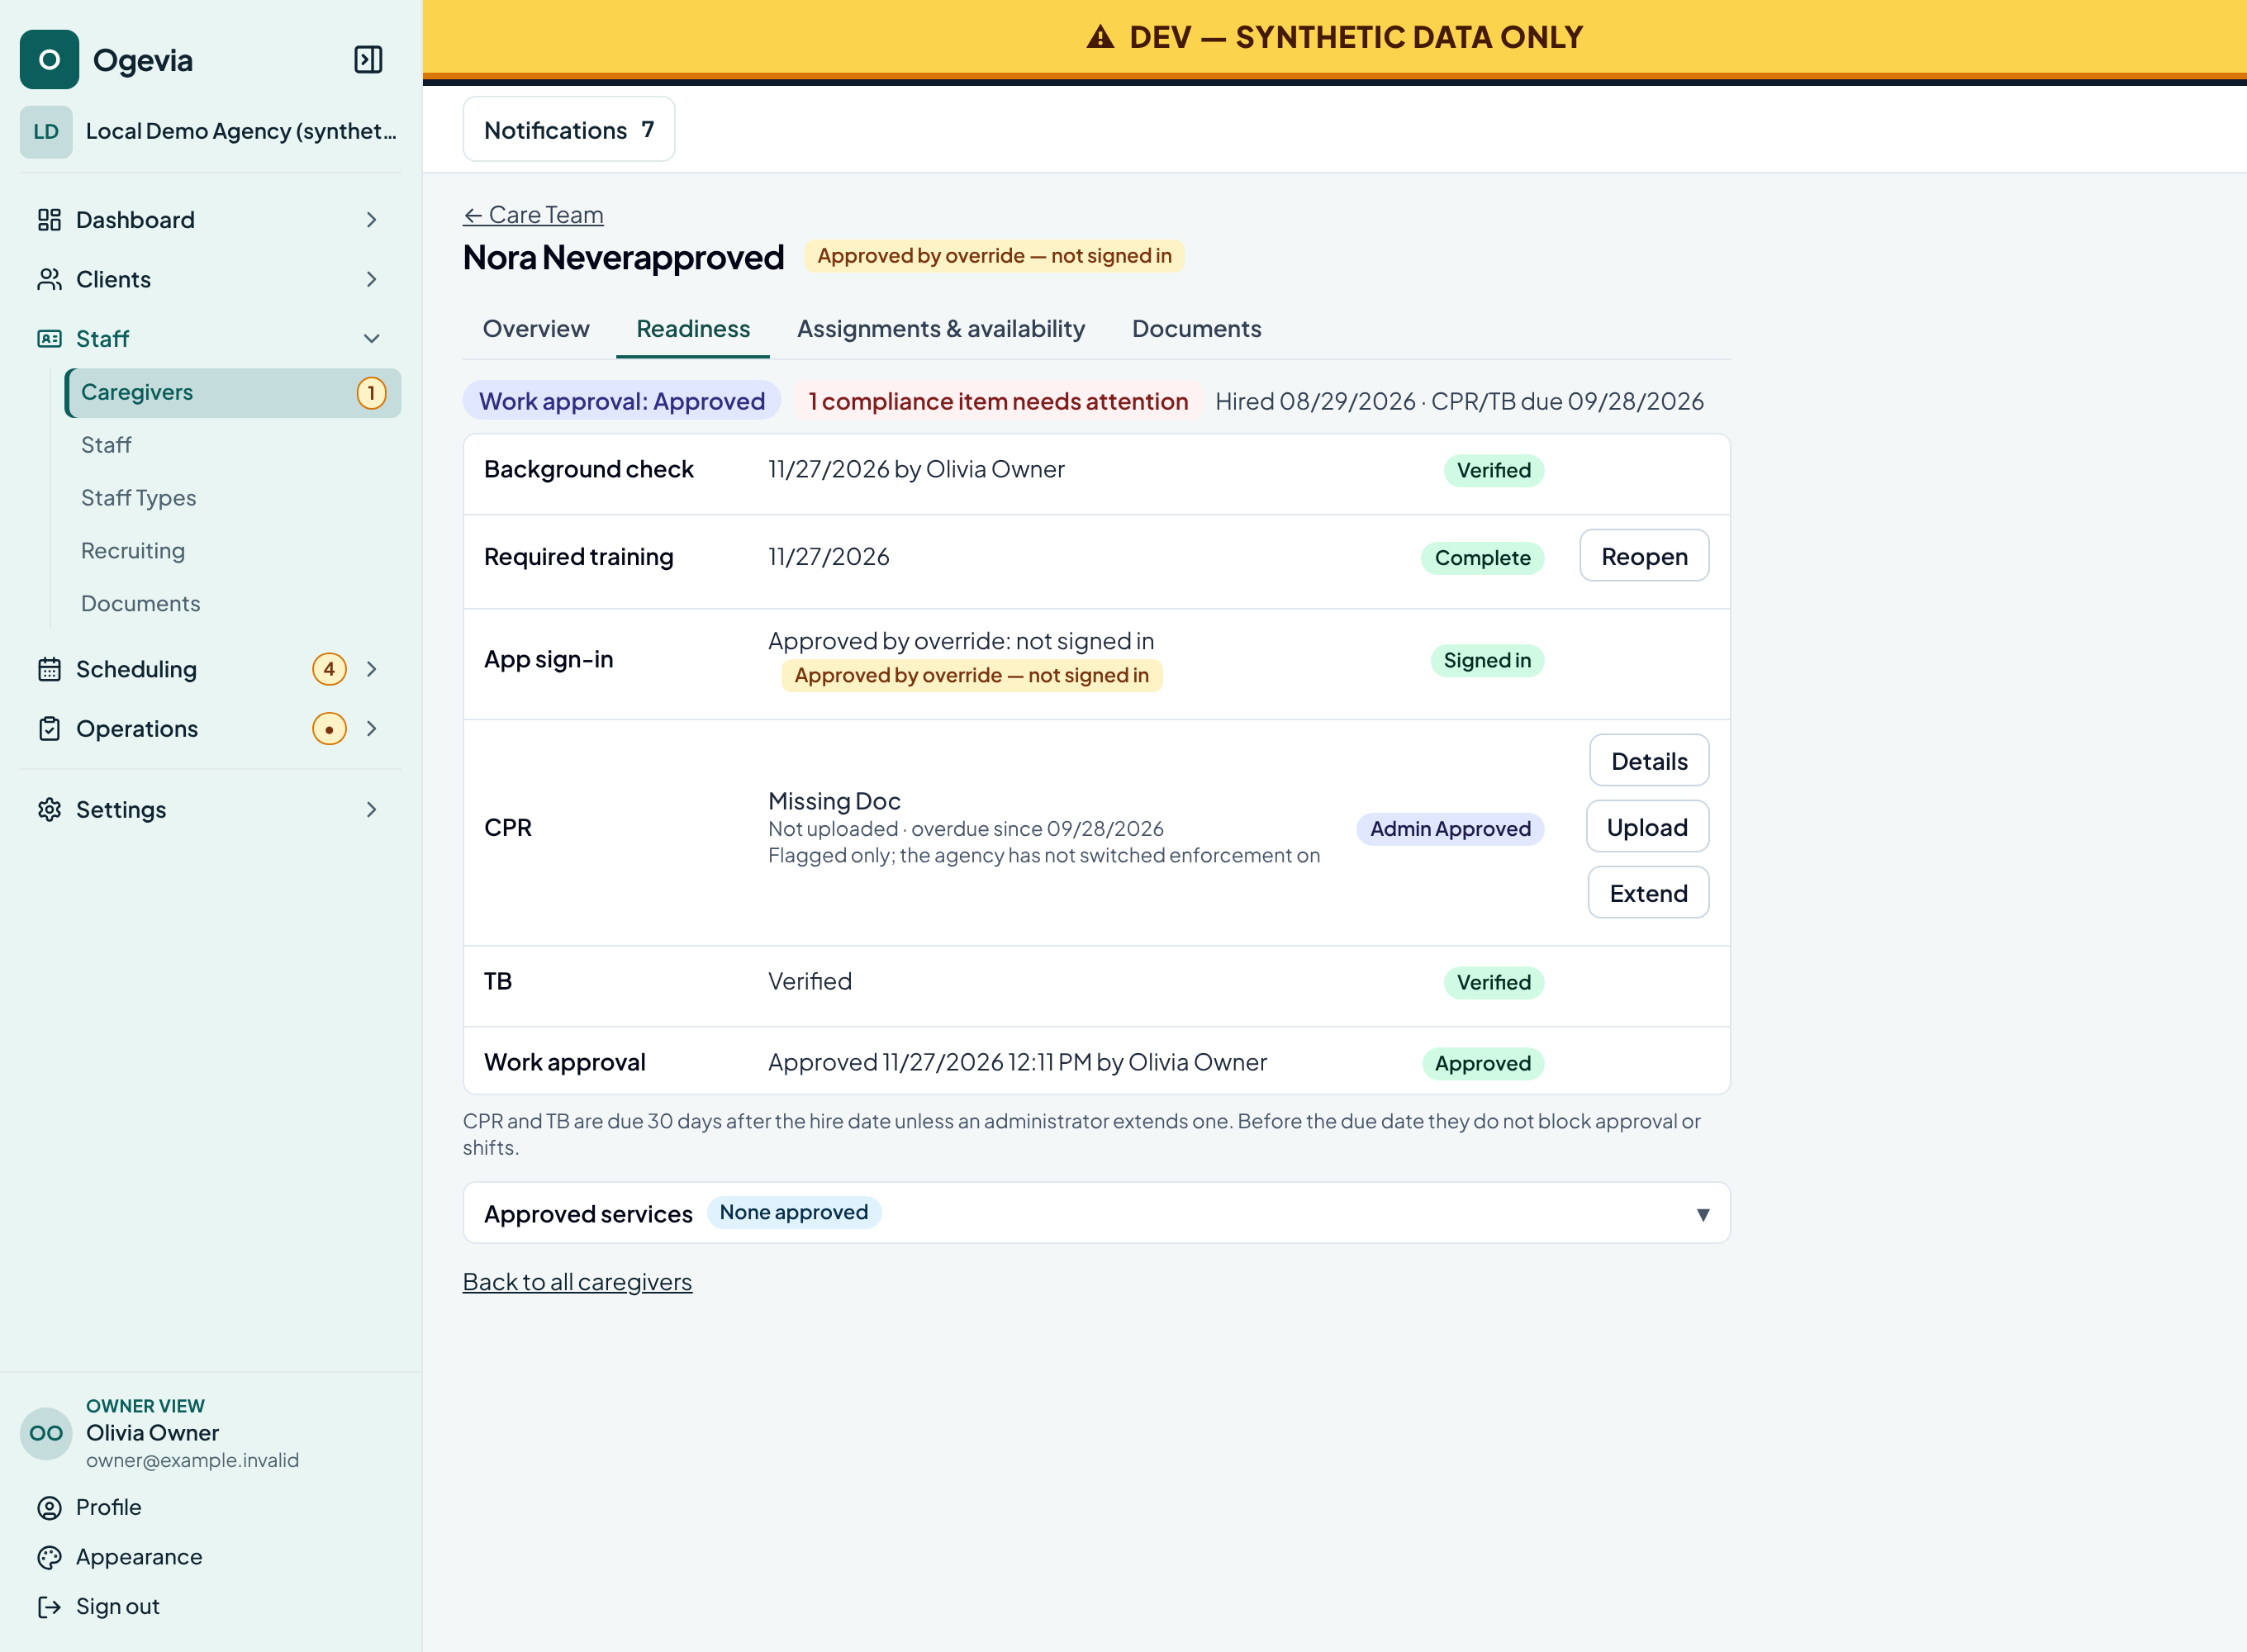 O Ogevia
LD Local Demo Agency (synthet...
Dashboard
Clients
Staff
Caregivers 1
Staff
Staff Types
Recruiting
Documents
Scheduling 4
Operations •
Settings
OWNER VIEW
OO Olivia Owner
owner@example.invalid
Profile
Appearance
Sign out
⚠ DEV — SYNTHETIC DATA ONLY
Notifications 7
← Care Team
Nora Neverapproved Approved by override — not signed in
Overview Readiness Assignments & availability Documents
Work approval: Approved 1 compliance item needs attention Hired 08/29/2026 · CPR/TB due 09/28/2026
Background check 11/27/2026 by Olivia Owner Verified
Required training 11/27/2026 Complete Reopen
App sign-in Approved by override: not signed in Signed in
Approved by override — not signed in
CPR Missing Doc Admin Approved
Not uploaded · overdue since 09/28/2026
Flagged only; the agency has not switched enforcement on
Details
Upload
Extend
TB Verified Verified
Work approval Approved 11/27/2026 12:11 PM by Olivia Owner Approved
CPR and TB are due 30 days after the hire date unless an administrator extends one. Before the due date they do not block approval or
shifts.
Approved services None approved ▼
Back to all caregivers